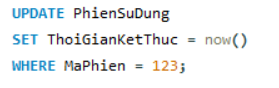 UPDATE PhienSuDung
SET ThoiGianKetThuc = now()
WHERE MaPhien = 123;